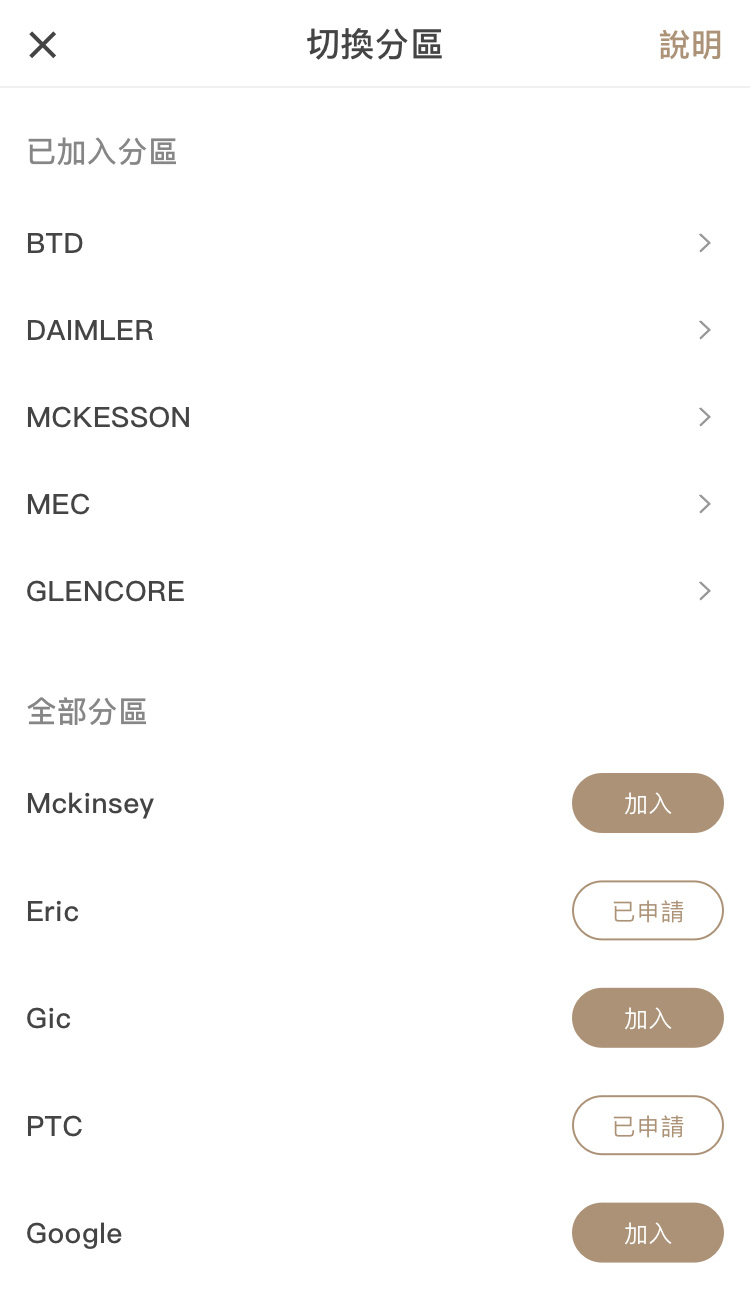 切換分區
說明
已加入分區
BTD
DAIMLER
MCKESSON
MEC
GLENCORE
全部分區
Mckinsey
加入
Eric
已申請
Gic
加入
PTC
已申請
Google
加入